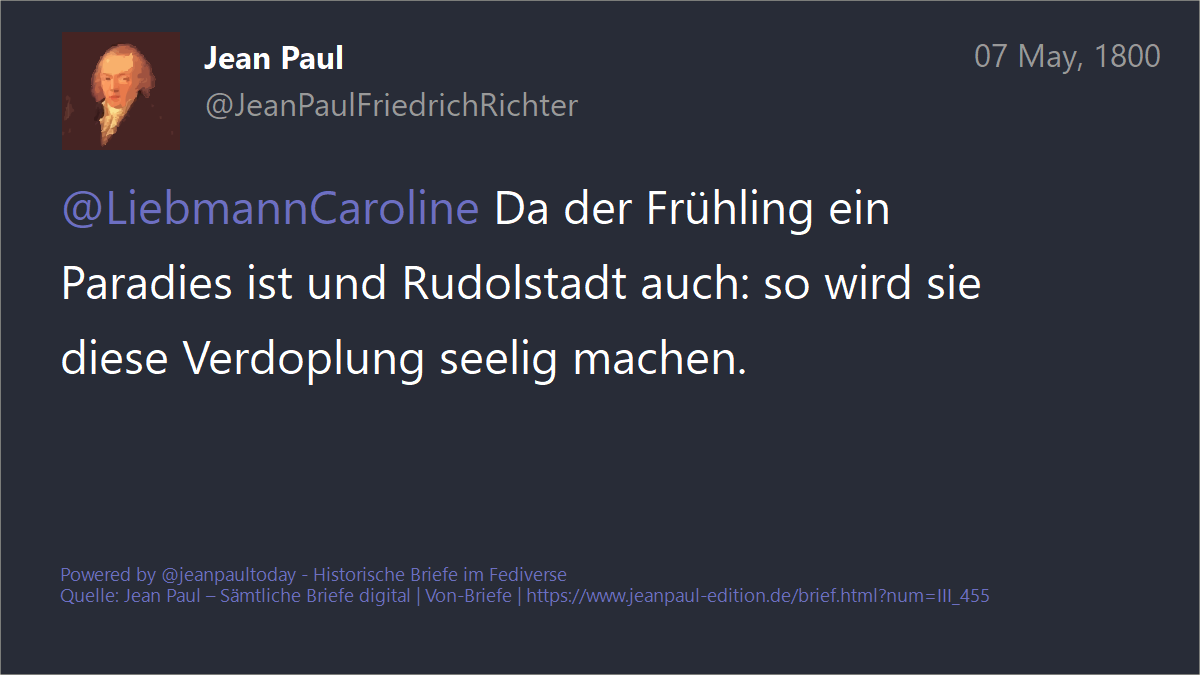 Jean Paul
07 May, 1800
@JeanPaulFriedrichRichter
@LiebmannCaroline Da der Frühling ein
Paradies ist und Rudolstadt auch: so wird sie
diese Verdoplung seelig machen.
Powered by @jeanpaultoday - Historische Briefe im Fediverse
Quelle: Jean Paul – Sämtliche Briefe digital | Von-Briefe | https://www.jeanpaul-edition.de/brief.html?num=III_455